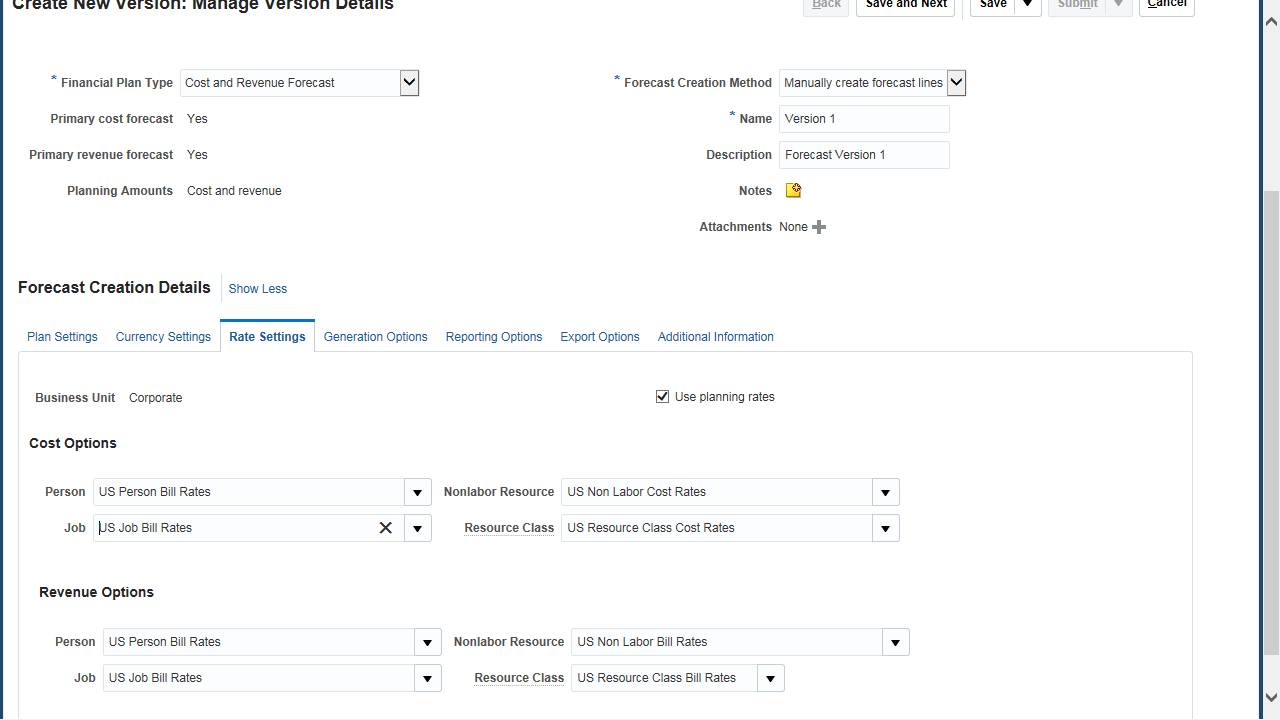 Create New Version: Manage Version Details
Back Save and Next Save Submit Cancel
* Financial Plan Type Cost and Revenue Forecast
* Forecast Creation Method Manually create forecast lines
Primary cost forecast Yes
* Name Version 1
Primary revenue forecast Yes
Description Forecast Version 1
Planning Amounts Cost and revenue
Notes
Attachments None
Forecast Creation Details Show Less
Plan Settings Currency Settings Rate Settings Generation Options Reporting Options Export Options Additional Information
Business Unit Corporate
Use planning rates
Cost Options
Person US Person Bill Rates Nonlabor Resource US Non Labor Cost Rates
Job US Job Bill Rates Resource Class US Resource Class Cost Rates
Revenue Options
Person US Person Bill Rates Nonlabor Resource US Non Labor Bill Rates
Job US Job Bill Rates Resource Class US Resource Class Bill Rates